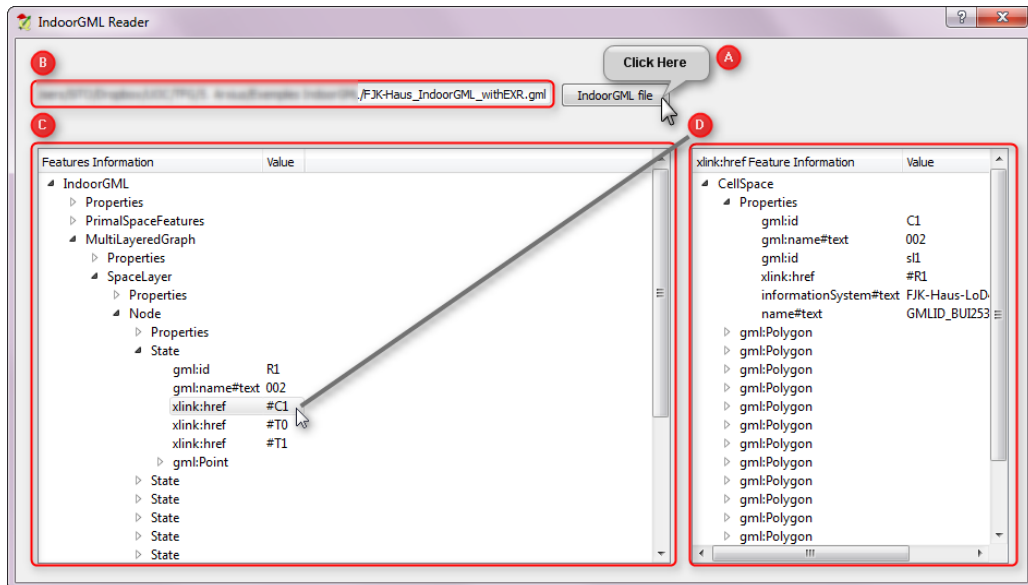 IndoorGML Reader
B
Click Here
A
./FJK-Haus_IndoorGML_withEXR.gml
IndoorGML file
C
D
Features Information Value
IndoorGML
Properties
PrimalSpaceFeatures
MultiLayeredGraph
Properties
SpaceLayer
Properties
Node
Properties
State
gml:id R1
gml:name#text 002
xlink:href #C1
xlink:href #T0
xlink:href #T1
gml:Point
State
State
State
State
State
xlink:href Feature Information Value
CellSpace
Properties
gml:id C1
gml:name#text 002
gml:id sl1
xlink:href #R1
informationSystem#text FJK-Haus-LoD
name#text GMLID_BUI253
gml:Polygon
gml:Polygon
gml:Polygon
gml:Polygon
gml:Polygon
gml:Polygon
gml:Polygon
gml:Polygon
gml:Polygon
gml:Polygon
gml:Polygon
gml:Polygon